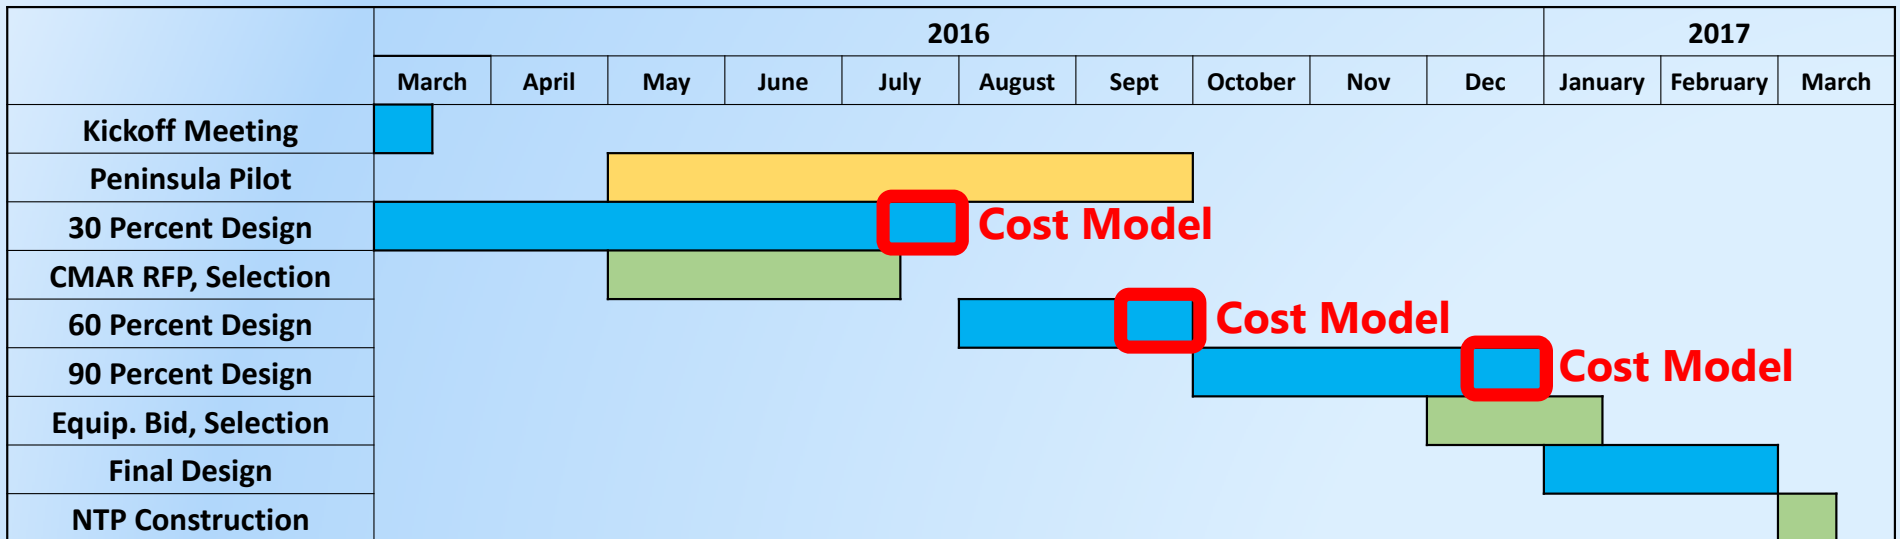 2016 2017
March April May June July August Sept October Nov Dec January February March
Kickoff Meeting
Peninsula Pilot
30 Percent Design Cost Model
CMAR RFP, Selection
60 Percent Design Cost Model
90 Percent Design Cost Model
Equip. Bid, Selection
Final Design
NTP Construction